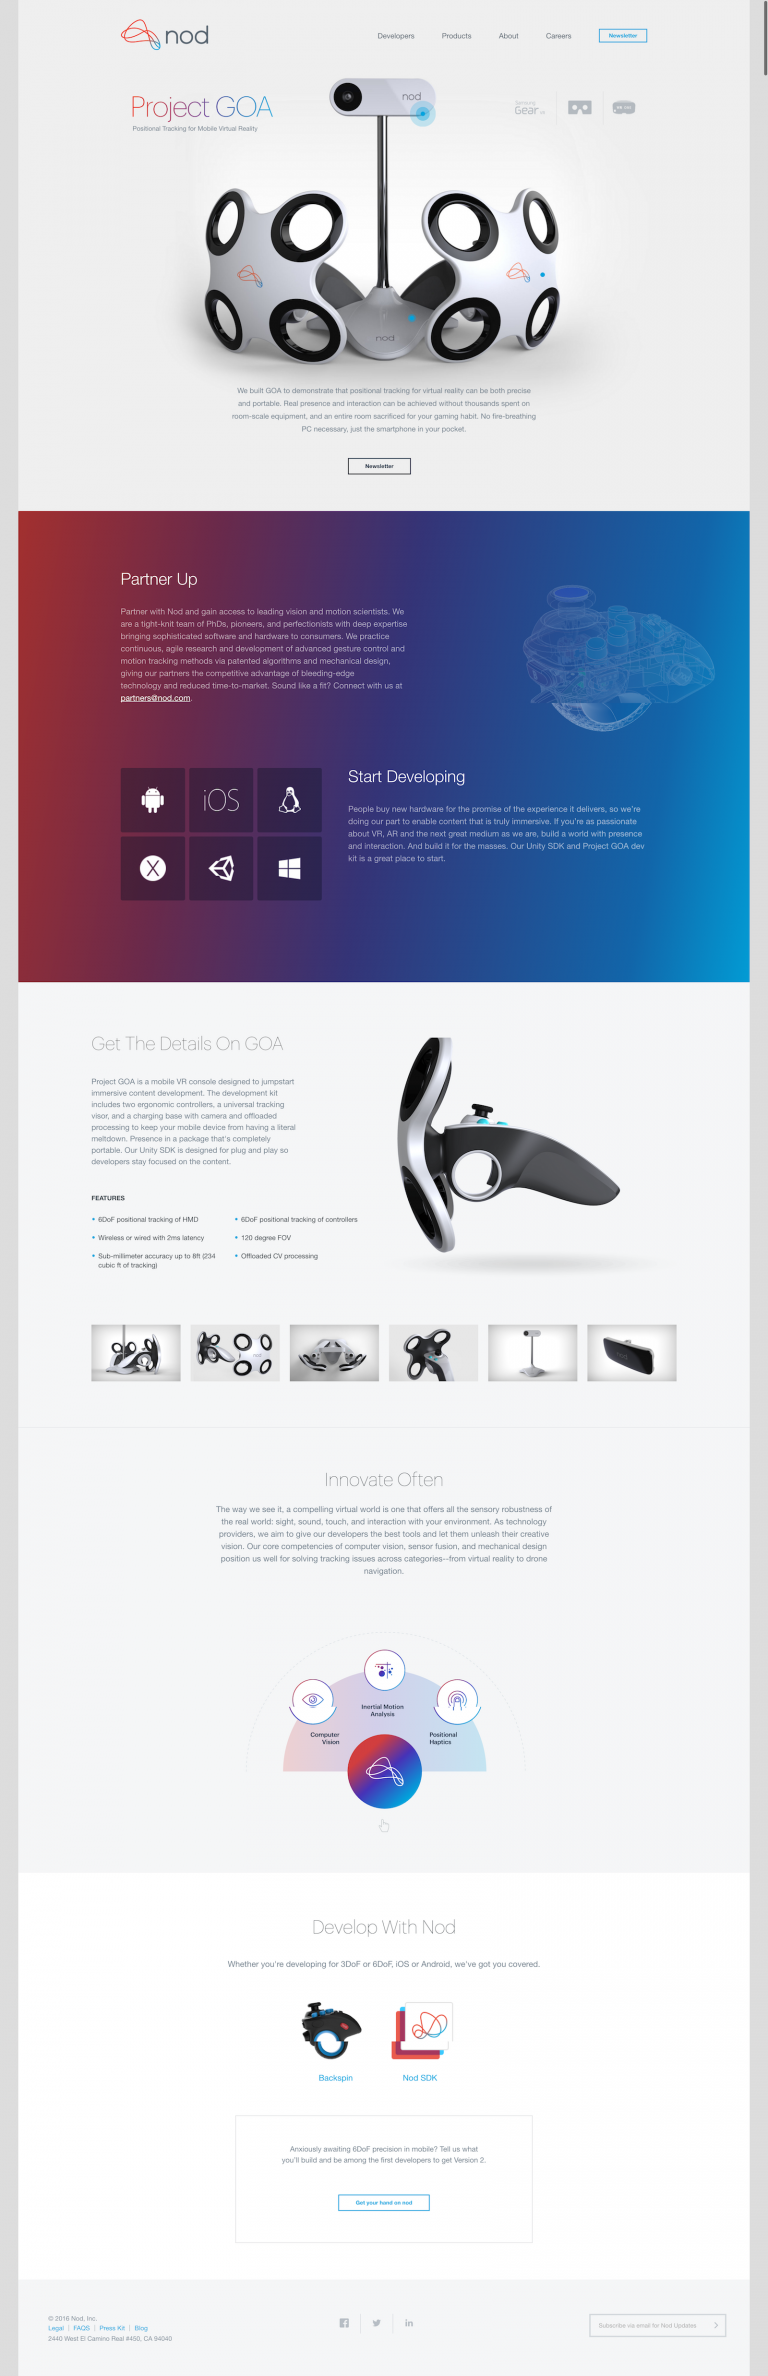 nod
Developers
Products
About
Careers
Newsletter
Project GOA
Positional Tracking for Mobile Virtual Reality
nod
Samsung
Gear VR
nod
We built GOA to demonstrate that positional tracking for virtual reality can be both precise
and portable. Real presence and interaction can be achieved without thousands spent on
room-scale equipment, and an entire room sacrificed for your gaming habit. No fire-breathing
PC necessary, just the smartphone in your pocket.
Newsletter
Partner Up
Partner with Nod and gain access to leading vision and motion scientists. We
are a tight-knit team of PhDs, pioneers, and perfectionists with deep expertise
bringing sophisticated software and hardware to consumers. We practice
continuous, agile research and development of advanced gesture control and
motion tracking methods via patented algorithms and mechanical design,
giving our partners the competitive advantage of bleeding-edge
technology and reduced time-to-market. Sound like a fit? Connect with us at
partners@nod.com.
iOS
X
Start Developing
People buy new hardware for the promise of the experience it delivers, so we're
doing our part to enable content that is truly immersive. If you're as passionate
about VR, AR and the next great medium as we are, build a world with presence
and interaction. And build it for the masses. Our Unity SDK and Project GOA dev
kit is a great place to start.
Get The Details On GOA
Project GOA is a mobile VR console designed to jumpstart
immersive content development. The development kit
includes two ergonomic controllers, a universal tracking
visor, and a charging base with camera and offloaded
processing to keep your mobile device from having a literal
meltdown. Presence in a package that's completely
portable. Our Unity SDK is designed for plug and play so
developers stay focused on the content.
FEATURES
• 6DoF positional tracking of HMD
• 6DoF positional tracking of controllers
• Wireless or wired with 2ms latency
• 120 degree FOV
• Sub-millimeter accuracy up to 8ft (234
cubic ft of tracking)
• Offloaded CV processing
nod
Innovate Often
The way we see it, a compelling virtual world is one that offers all the sensory robustness of
the real world: sight, sound, touch, and interaction with your environment. As technology
providers, we aim to give our developers the best tools and let them unleash their creative
vision. Our core competencies of computer vision, sensor fusion, and mechanical design
position us well for solving tracking issues across categories--from virtual reality to drone
navigation.
Inertial Motion
Analysis
Computer
Vision
Positional
Haptics
Develop With Nod
Whether you're developing for 3DoF or 6DoF, iOS or Android, we've got you covered.
Backspin
Nod SDK
Anxiously awaiting 6DoF precision in mobile? Tell us what
you'll build and be among the first developers to get Version 2.
Get your hand on nod
© 2016 Nod, Inc.
Legal | FAQS | Press Kit | Blog
2440 West El Camino Real #450, CA 94040
Subscribe via email for Nod Updates